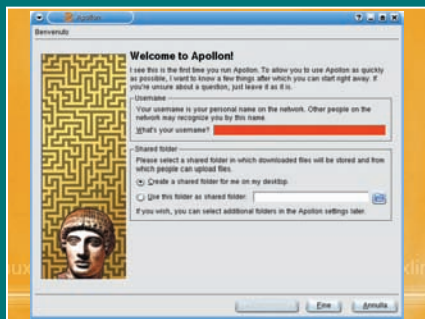 Apollon
Benvenuto
Welcome to Apollon!
I see this is the first time you run Apollon. To allow you to use Apollon as quickly
as possible, I want to know a few things after which you can start right away. If
you're unsure about a question, just leave it as it is.
Username
Your username is your personal name on the network. Other people on the
network may recognize you by this name.
What's your username?
Shared folder
Please select a shared folder in which downloaded files will be stored and from
which people can upload files.
Create a shared folder for me on my desktop.
Use this folder as shared folder:
If you wish, you can select additional folders in the Apollon settings later.
Fine Annulla